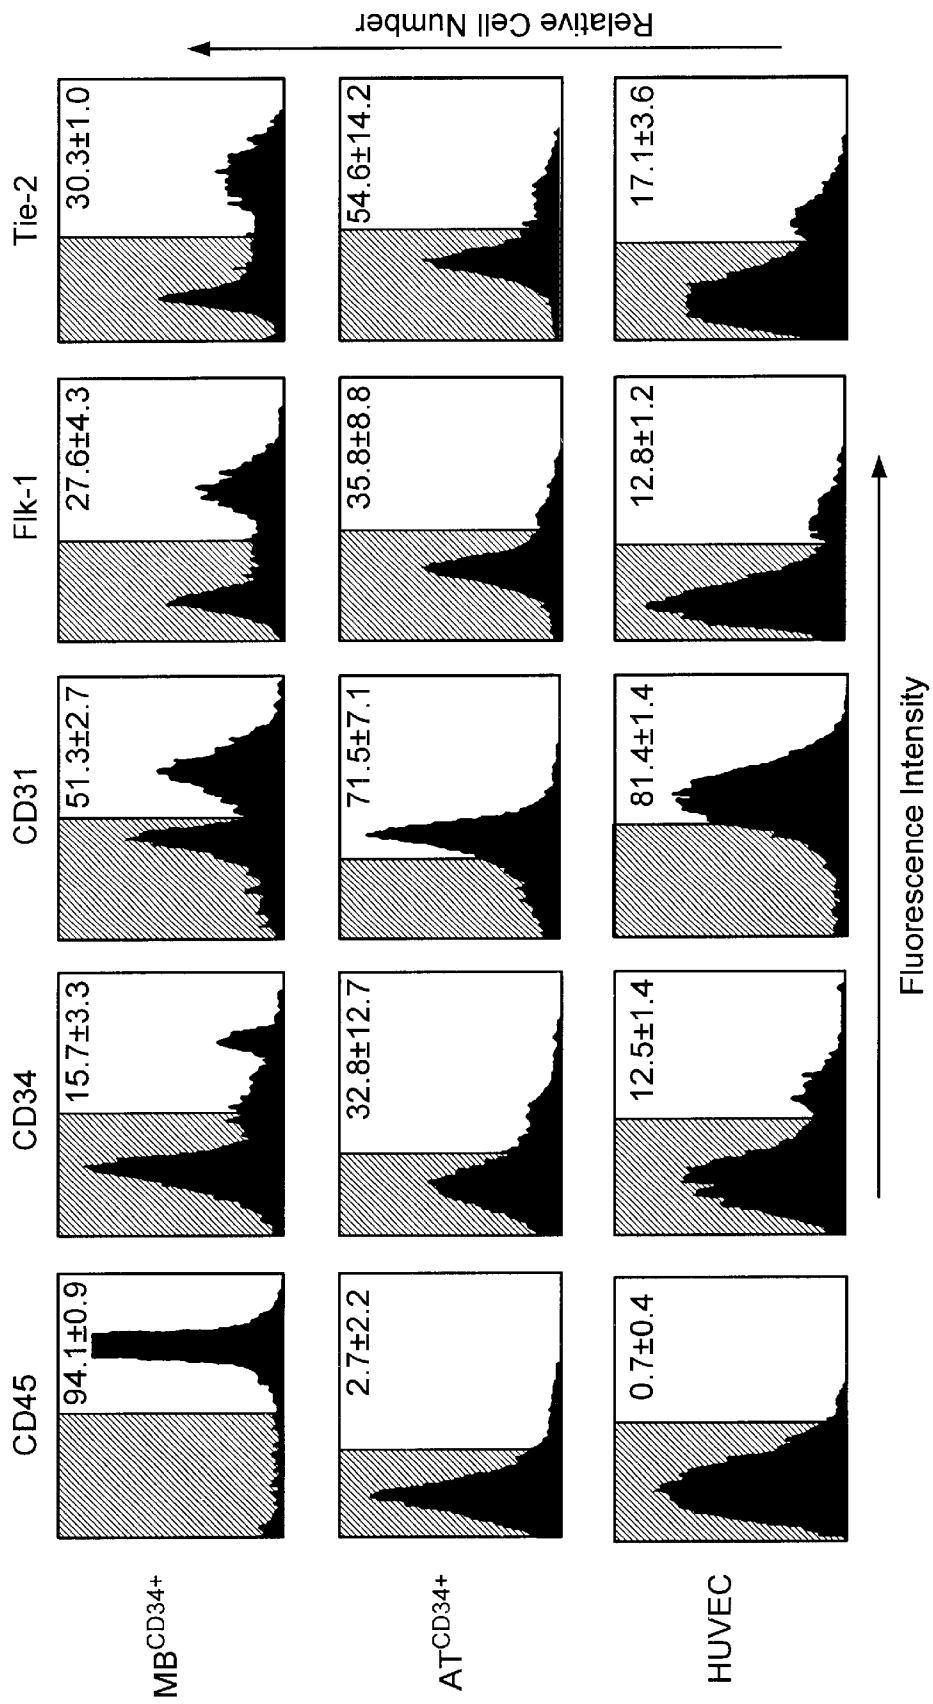 CD45 CD34 CD31 Flk-1 Tie-2
MB^CD34+ 94.1±0.9 15.7±3.3 51.3±2.7 27.6±4.3 30.3±1.0
AT^CD34+ 2.7±2.2 32.8±12.7 71.5±7.1 35.8±8.8 54.6±14.2
HUVEC 0.7±0.4 12.5±1.4 81.4±1.4 12.8±1.2 17.1±3.6
Fluorescence Intensity
Relative Cell Number